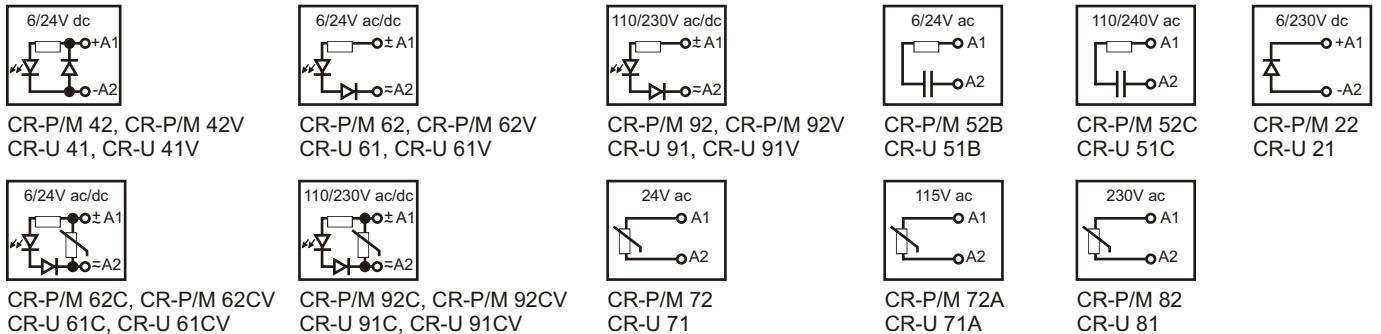 6/24V dc
+A1
-A2
CR-P/M 42, CR-P/M 42V
CR-U 41, CR-U 41V
6/24V ac/dc
± A1
≂A2
CR-P/M 62, CR-P/M 62V
CR-U 61, CR-U 61V
110/230V ac/dc
± A1
≂A2
CR-P/M 92, CR-P/M 92V
CR-U 91, CR-U 91V
6/24V ac
A1
A2
CR-P/M 52B
CR-U 51B
110/240V ac
A1
A2
CR-P/M 52C
CR-U 51C
6/230V dc
+A1
-A2
CR-P/M 22
CR-U 21
6/24V ac/dc
± A1
≂A2
CR-P/M 62C, CR-P/M 62CV
CR-U 61C, CR-U 61CV
110/230V ac/dc
± A1
≂A2
CR-P/M 92C, CR-P/M 92CV
CR-U 91C, CR-U 91CV
24V ac
A1
A2
CR-P/M 72
CR-U 71
115V ac
A1
A2
CR-P/M 72A
CR-U 71A
230V ac
A1
A2
CR-P/M 82
CR-U 81